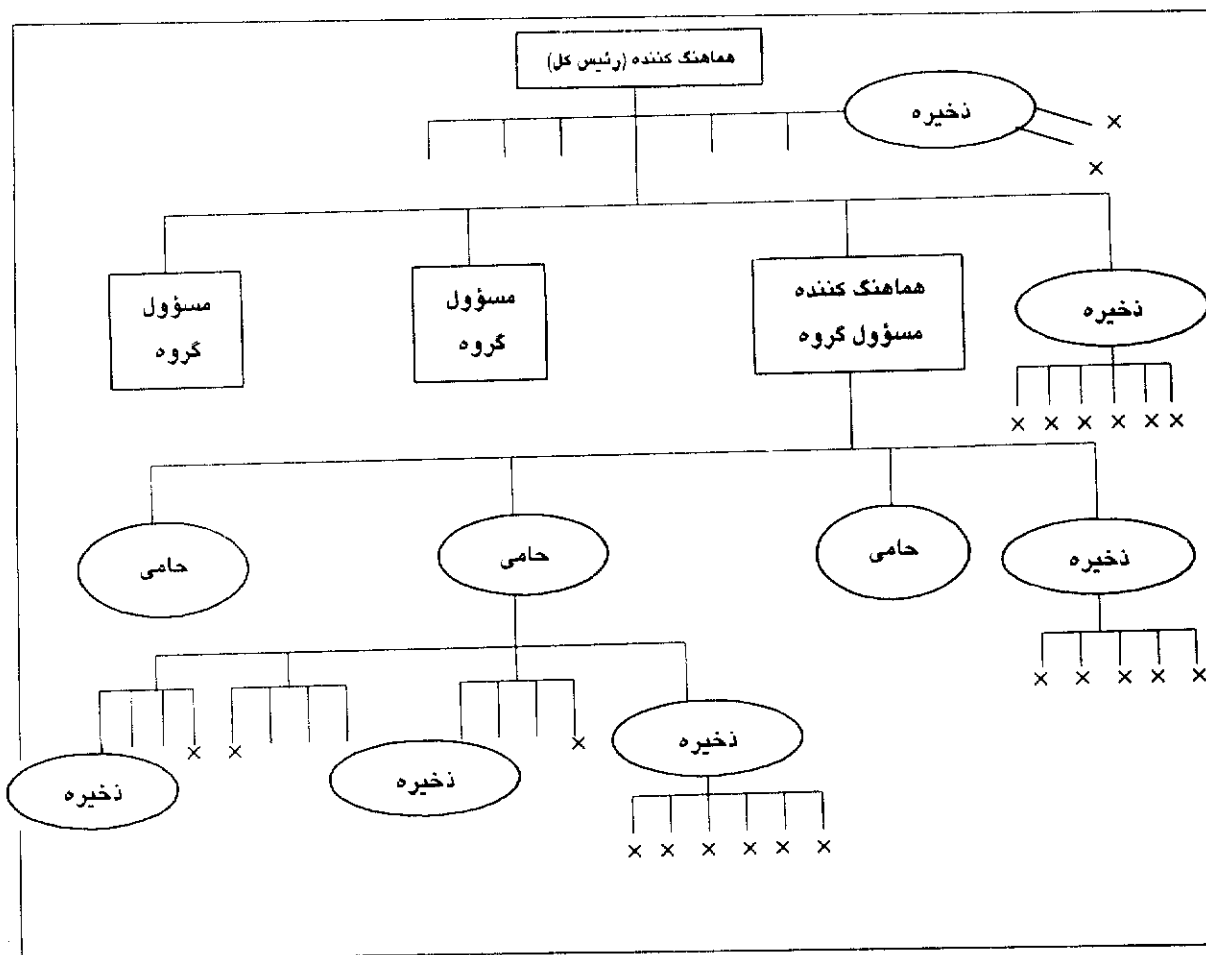 هماهنگ کننده (رئیس کل)
ذخیره
×
×
مسؤول
گروه
مسؤول
گروه
هماهنگ کننده
مسؤول گروه
ذخیره
× × × × × ×
حامی
حامی
حامی
ذخیره
× × × × ×
× × ×
ذخیره
ذخیره
ذخیره
× × × × × ×